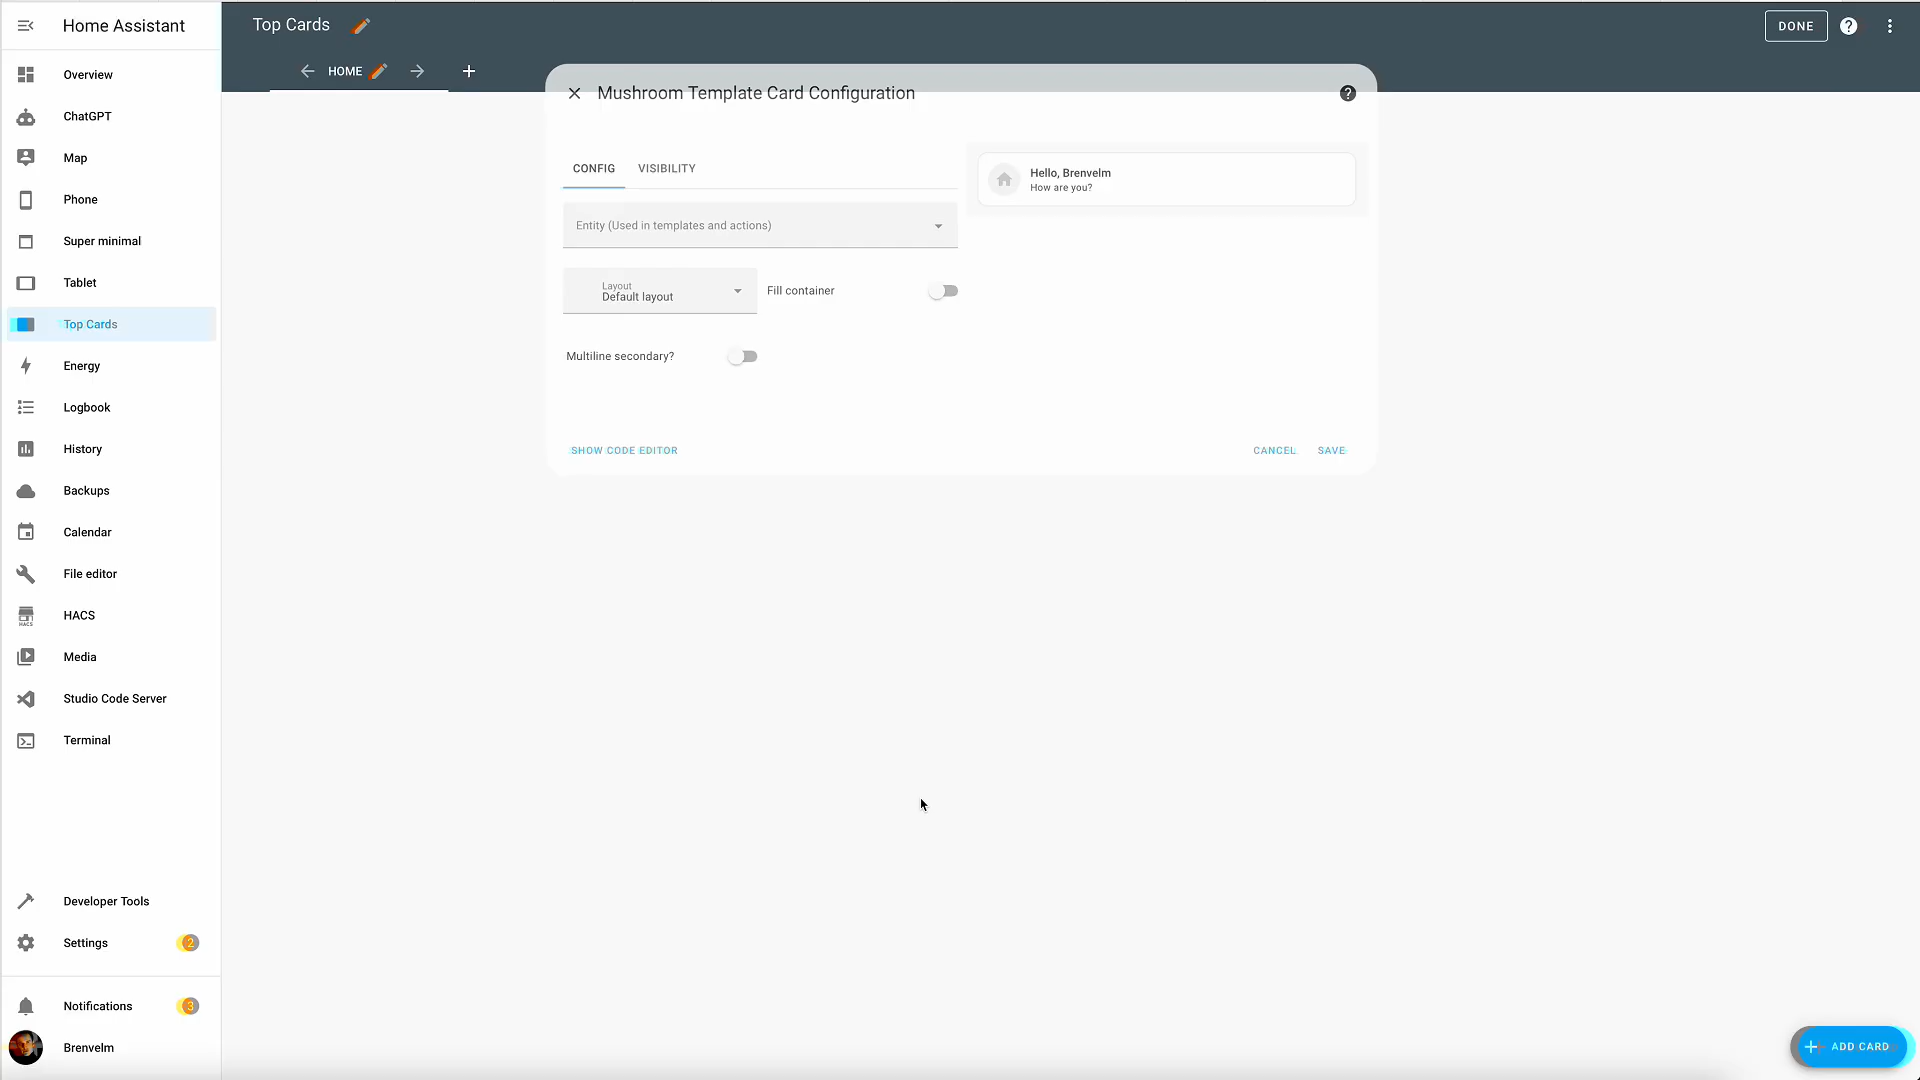 Home Assistant
Top Cards
DONE
HOME
Overview
ChatGPT
Map
Phone
Super minimal
Tablet
Top Cards
Energy
Logbook
History
Backups
Calendar
File editor
HACS
HACS
Media
Studio Code Server
Terminal
Developer Tools
Settings
2
Notifications
3
Brenvelm
Mushroom Template Card Configuration
CONFIG
VISIBILITY
Entity (Used in templates and actions)
Layout
Default layout
Fill container
Multiline secondary?
SHOW CODE EDITOR
Hello, Brenvelm
How are you?
CANCEL
SAVE
ADD CARD